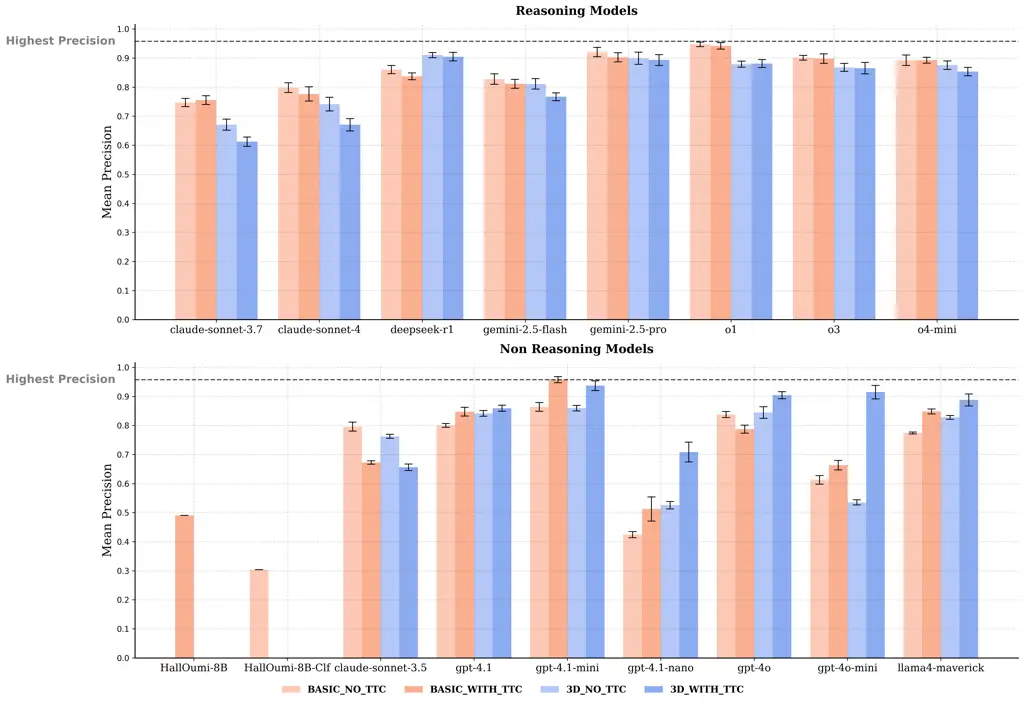 Reasoning Models
Highest Precision
Mean Precision
1.0
0.9
0.8
0.7
0.6
0.5
0.4
0.3
0.2
0.1
0.0
claude-sonnet-3.7 claude-sonnet-4 deepseek-r1 gemini-2.5-flash gemini-2.5-pro o1 o3 o4-mini
Non Reasoning Models
Highest Precision
Mean Precision
1.0
0.9
0.8
0.7
0.6
0.5
0.4
0.3
0.2
0.1
0.0
HallOumi-8B HallOumi-8B-Clf claude-sonnet-3.5 gpt-4.1 gpt-4.1-mini gpt-4.1-nano gpt-4o gpt-4o-mini llama4-maverick
BASIC_NO_TTC BASIC_WITH_TTC 3D_NO_TTC 3D_WITH_TTC